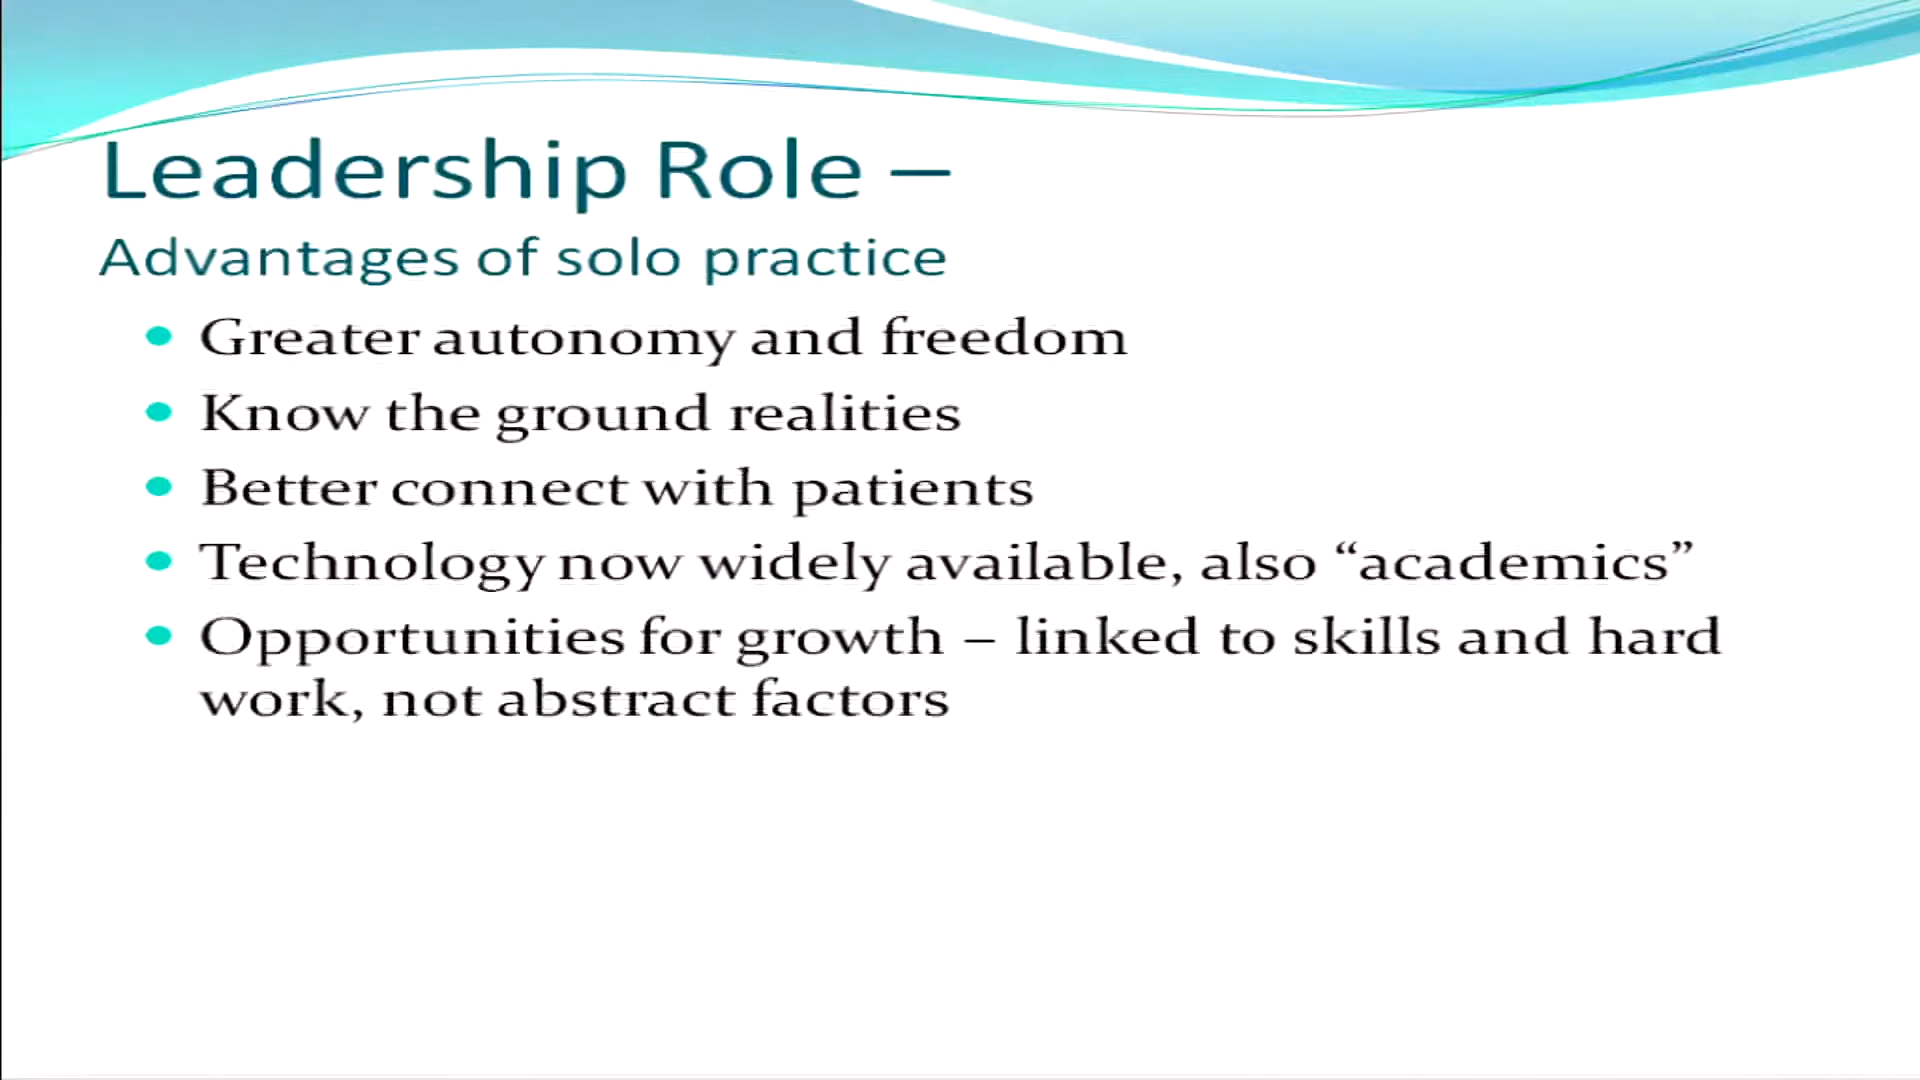 Leadership Role –
Advantages of solo practice
Greater autonomy and freedom
Know the ground realities
Better connect with patients
Technology now widely available, also “academics”
Opportunities for growth – linked to skills and hard
work, not abstract factors